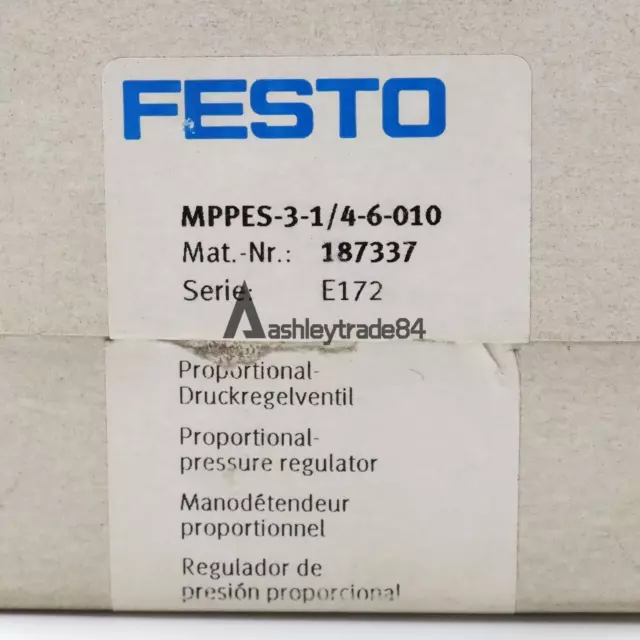 FESTO
MPPES-3-1/4-6-010
Mat.-Nr.: 187337
Serie: E172
ashleytrade84
Proportional-
Druckregelventil
Proportional-
pressure regulator
Manodétendeur
proportionnel
Regulador de
presión proporcional